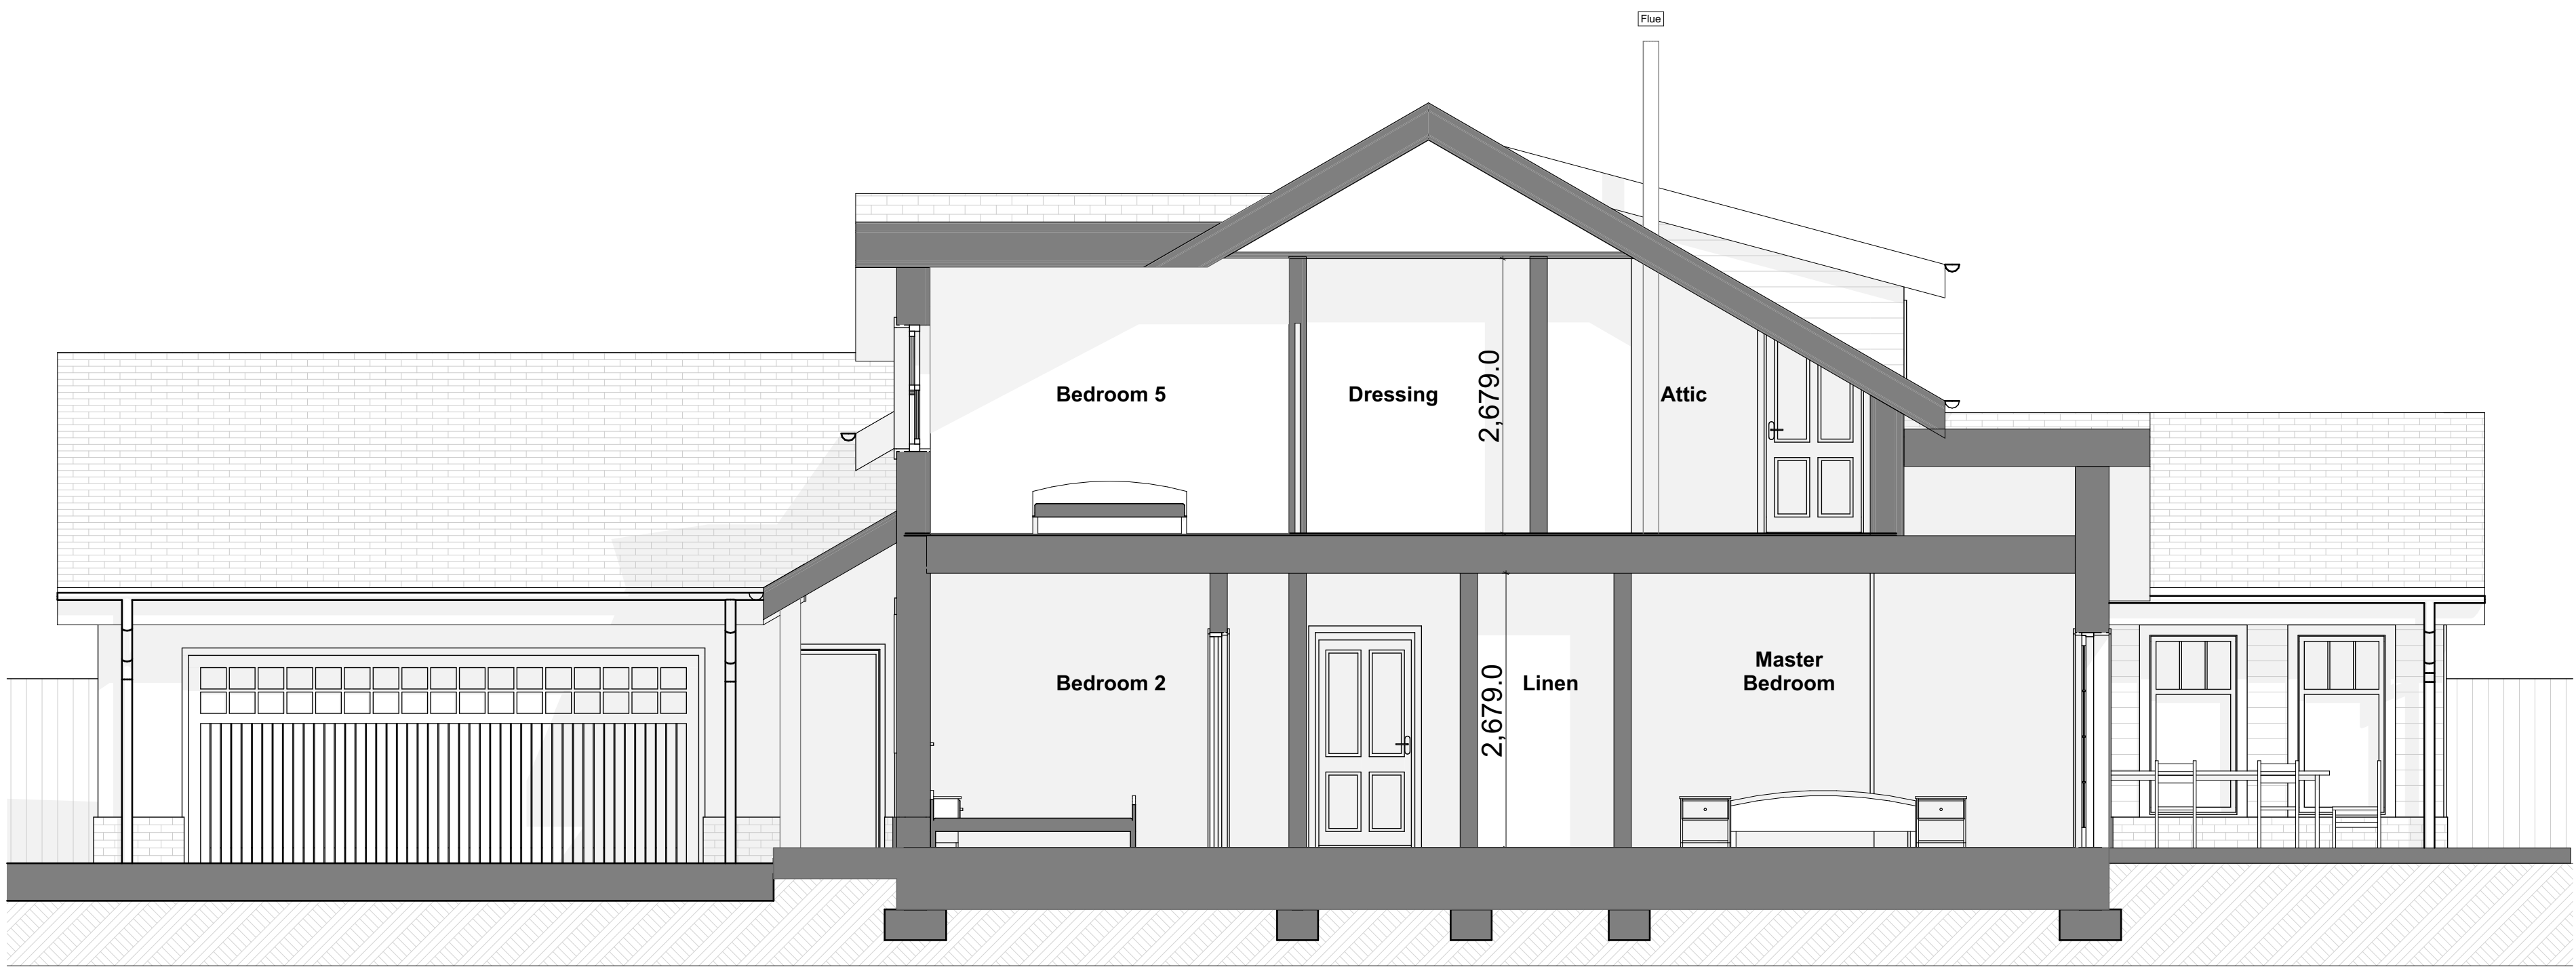 Flue
Bedroom 5
Dressing
2,679.0
Attic
Bedroom 2
2,679.0
Linen
Master
Bedroom